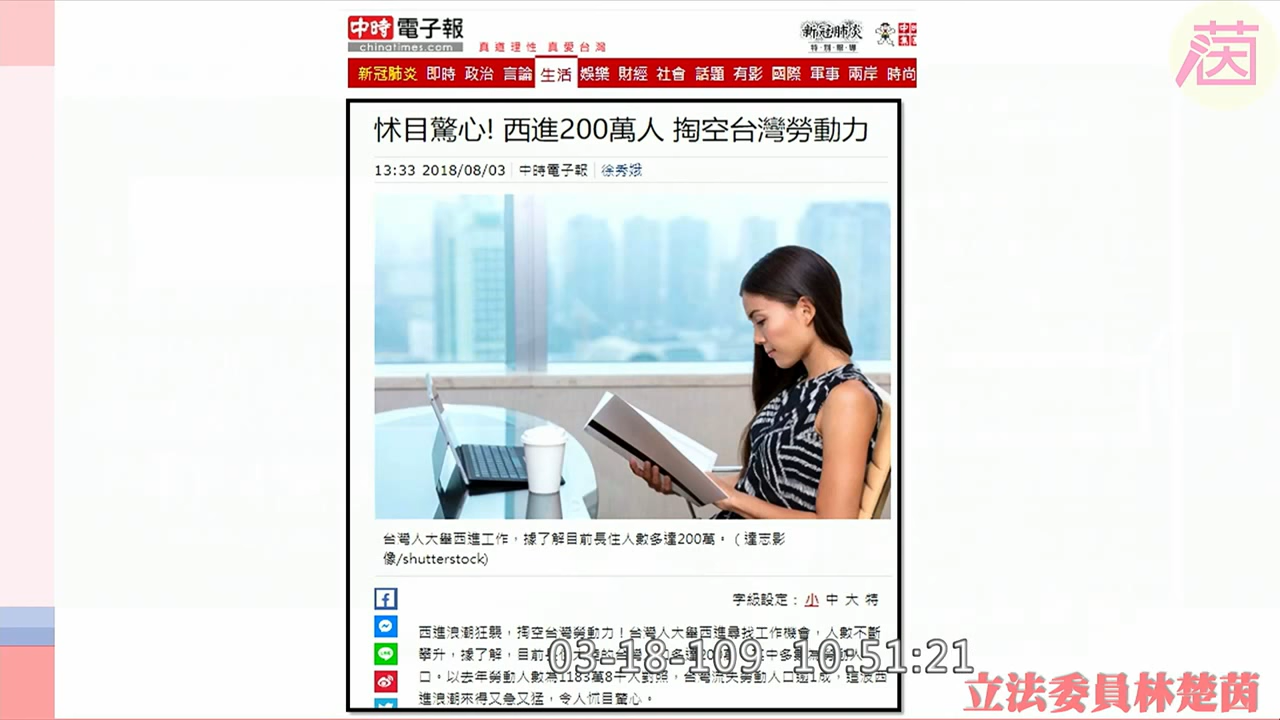 中時 電子報
chinatimes.com
真道理性 真愛台灣
新冠肺炎
茵
新冠肺炎 即時 政治 言論 生活 娛樂 財經 社會 話題 有影 國際 軍事 兩岸 時尚
怵目驚心! 西進200萬人 掏空台灣勞動力
13:33 2018/08/03 中時電子報 徐秀娥
台灣人大舉西進工作，據了解目前長住人數多達200萬。（達志影
像/shutterstock)
字級設定： 小 中 大 特
西進浪潮狂襲，掏空台灣勞動力！台灣人大舉西進尋找工作機會，人數不斷
攀升，據了解，目前
口。以去年勞動人數為1183萬8千人對照，台灣流失勞動人口逾1成，這波西
進浪潮來得又急又猛，令人怵目驚心。
03-18-109 10:51:21
立法委員林楚茵